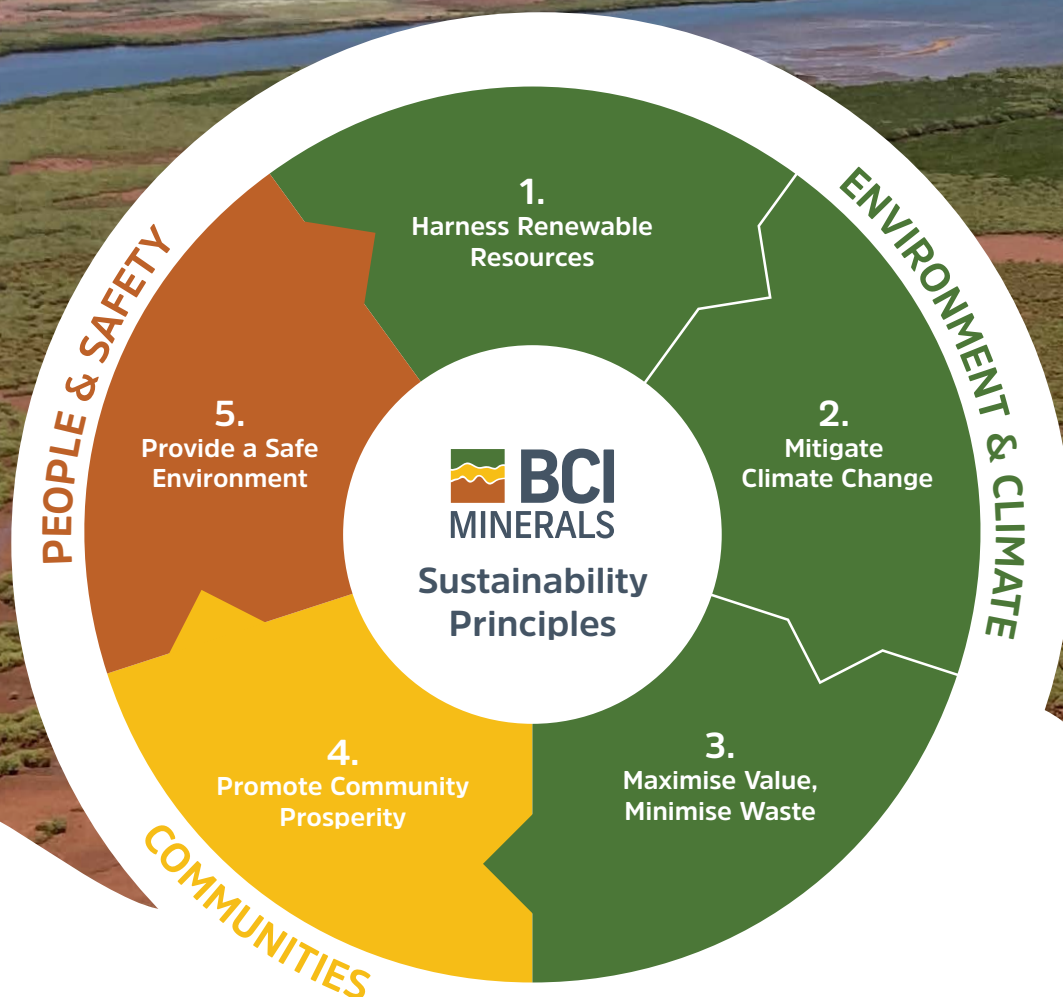 1.
Harness Renewable
Resources
2.
Mitigate
Climate Change
3.
Maximise Value,
Minimise Waste
4.
Promote Community
Prosperity
5.
Provide a Safe
Environment
BCI
MINERALS
Sustainability
Principles
ENVIRONMENT & CLIMATE
COMMUNITIES
PEOPLE & SAFETY